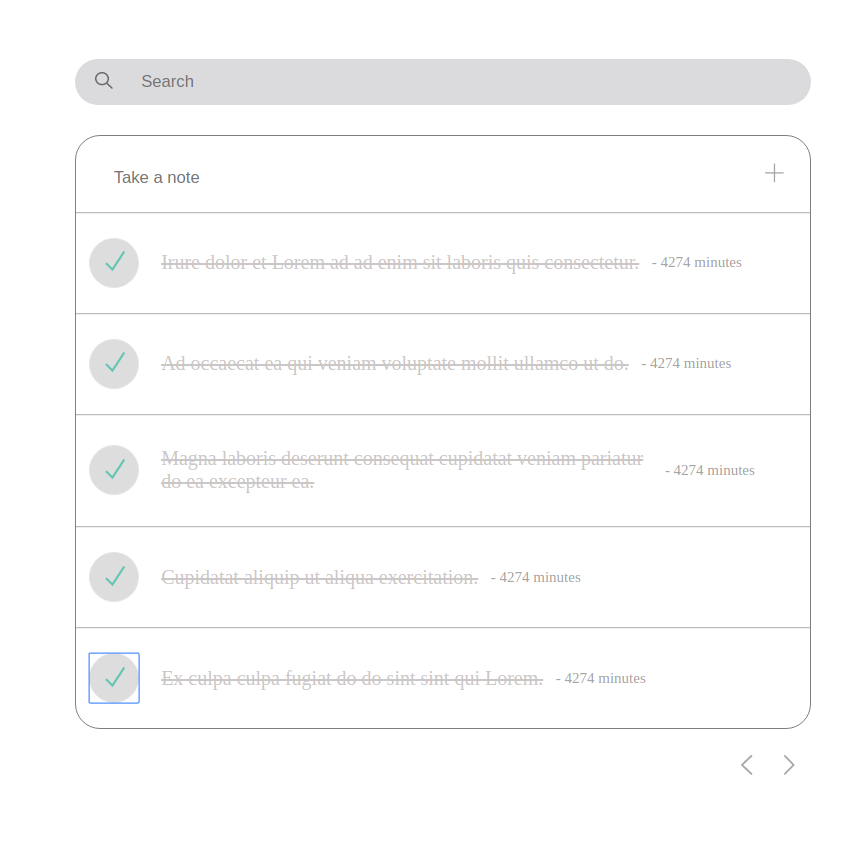 Search
Take a note
Irure dolor et Lorem ad ad enim sit laboris quis consectetur. - 4274 minutes
Ad occaecat ea qui veniam voluptate mollit ullamco ut do. - 4274 minutes
Magna laboris deserunt consequat cupidatat veniam pariatur
do ea excepteur ea. - 4274 minutes
Cupidatat aliquip ut aliqua exercitation. - 4274 minutes
Ex culpa culpa fugiat do do sint sint qui Lorem. - 4274 minutes